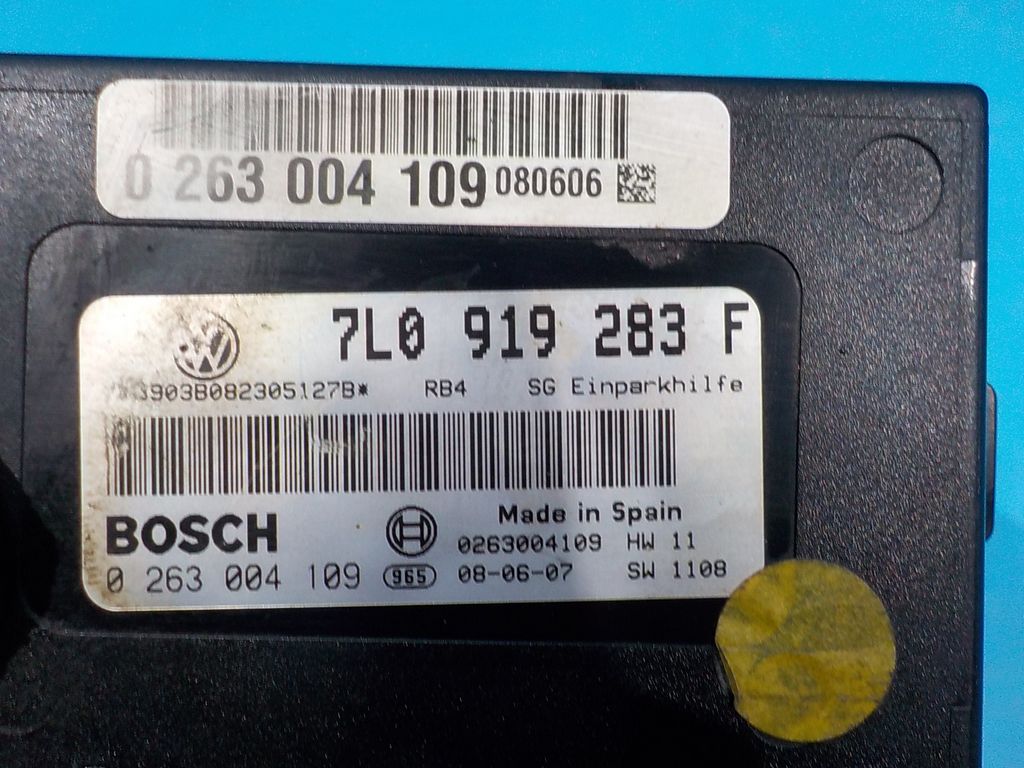 0 263 004 109 080606
7L0 919 283 F
3903B082305127B* RB4 SG Einparkhilfe
BOSCH
Made in Spain
0263004109 HW 11
0 263 004 109 965 08-06-07 SW 1108